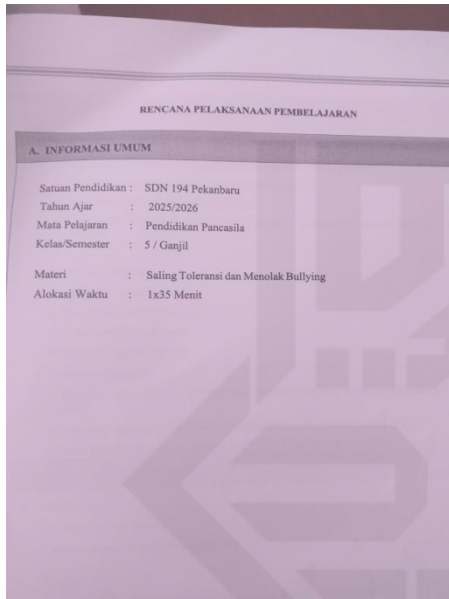 RENCANA PELAKSANAAN PEMBELAJARAN
A. INFORMASI UMUM
Satuan Pendidikan : SDN 194 Pekanbaru
Tahun Ajar : 2025/2026
Mata Pelajaran : Pendidikan Pancasila
Kelas/Semester : 5 / Ganjil
Materi : Saling Toleransi dan Menolak Bullying
Alokasi Waktu : 1x35 Menit